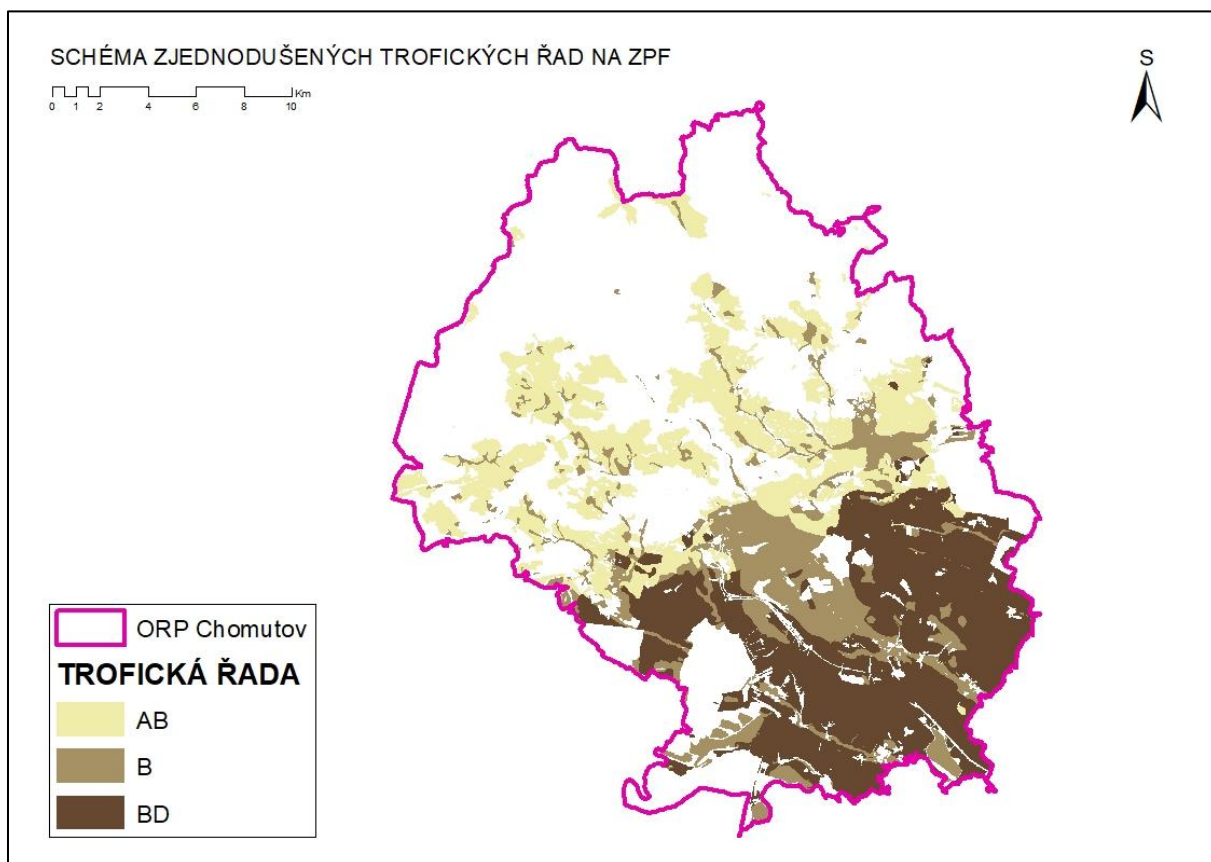 SCHÉMA ZJEDNODUŠENÝCH TROFICKÝCH ŘAD NA ZPF
Km
0 1 2 4 6 8 10
S
ORP Chomutov
TROFICKÁ ŘADA
AB
B
BD